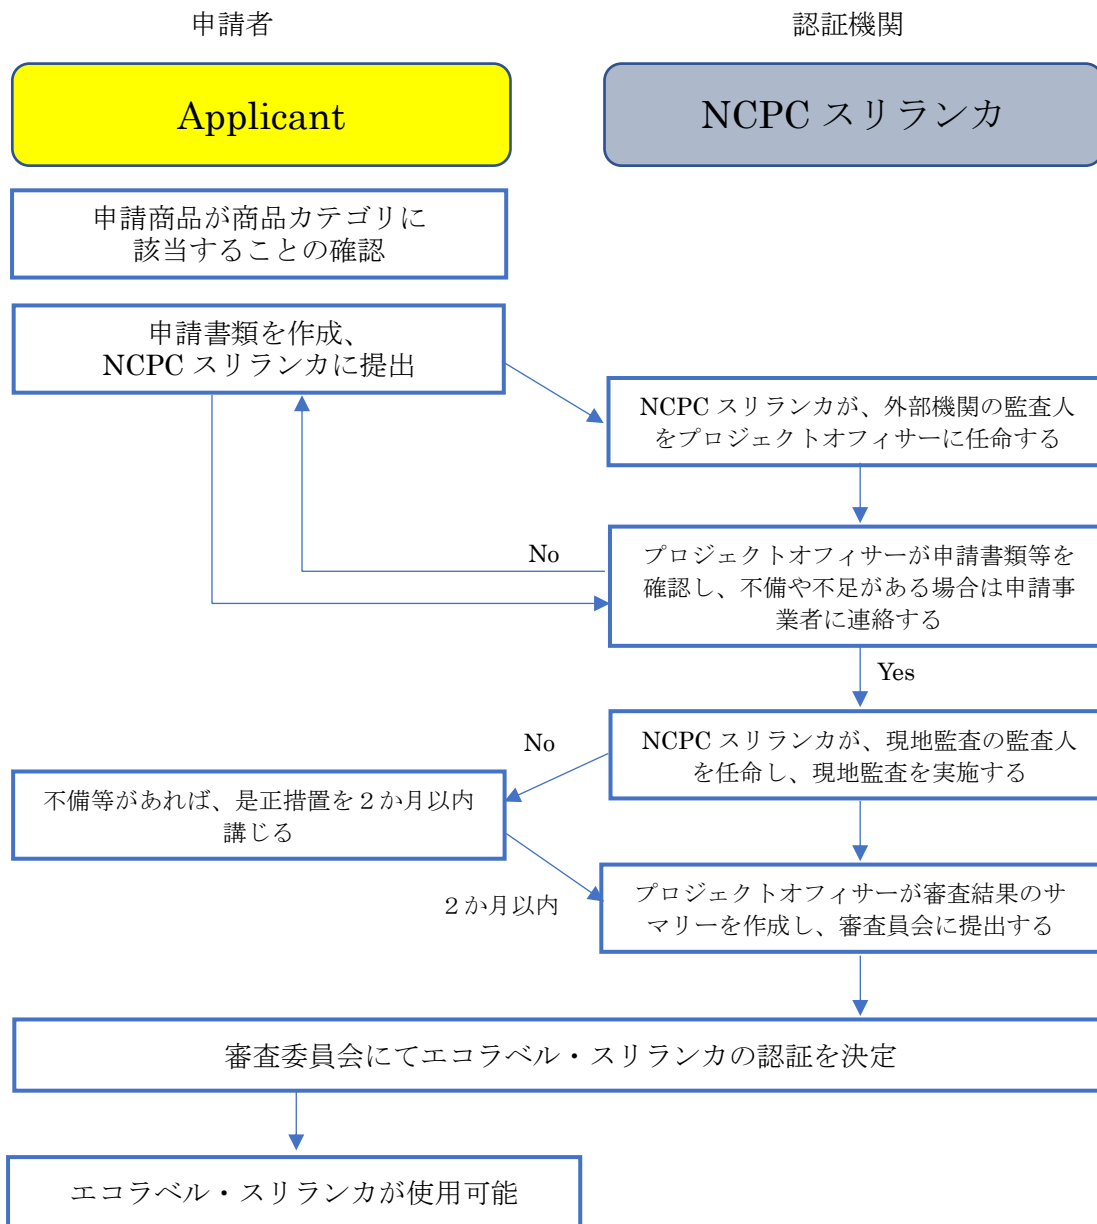 申請者
認証機関
Applicant
NCPC スリランカ
申請商品が商品カテゴリに
該当することの確認
申請書類を作成、
NCPC スリランカに提出
NCPC スリランカが、外部機関の監査人
をプロジェクトオフィサーに任命する
No
プロジェクトオフィサーが申請書類等を
確認し、不備や不足がある場合は申請事
業者に連絡する
Yes
No
NCPC スリランカが、現地監査の監査人
を任命し、現地監査を実施する
不備等があれば、是正措置を２か月以内
講じる
２か月以内
プロジェクトオフィサーが審査結果のサ
マリーを作成し、審査員会に提出する
審査委員会にてエコラベル・スリランカの認証を決定
エコラベル・スリランカが使用可能